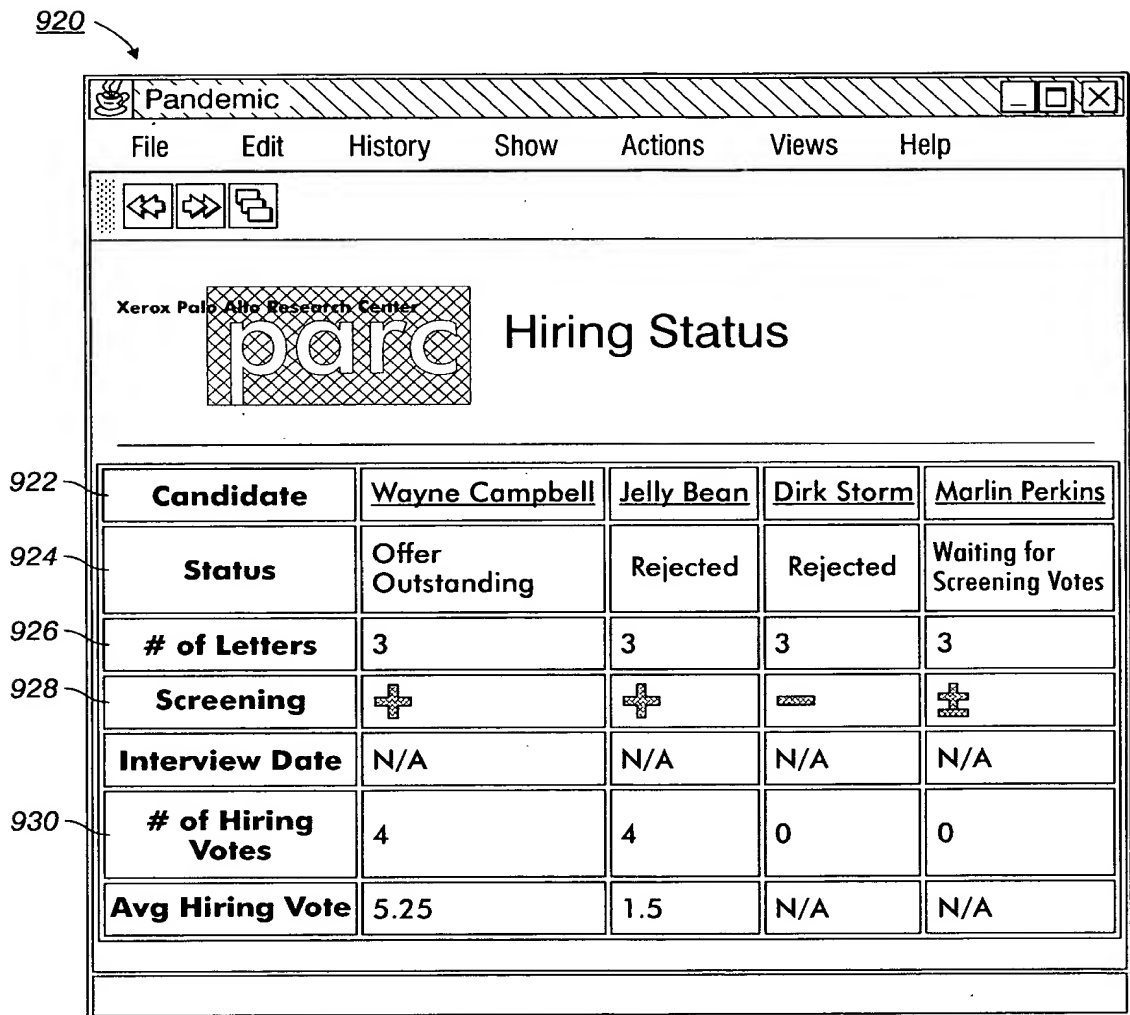 920
Pandemic
File Edit History Show Actions Views Help
Xerox Palo Alto Research Center
parc
Hiring Status
922 Candidate Wayne Campbell Jelly Bean Dirk Storm Marlin Perkins
924 Status Offer Outstanding Rejected Rejected Waiting for Screening Votes
926 # of Letters 3 3 3 3
928 Screening + + - ±
Interview Date N/A N/A N/A N/A
930 # of Hiring Votes 4 4 0 0
Avg Hiring Vote 5.25 1.5 N/A N/A